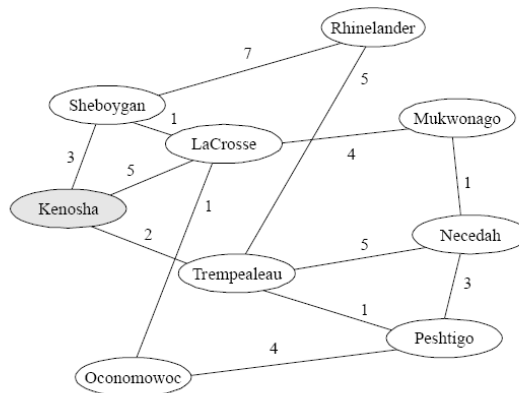 Rhinelander
7
5
Sheboygan
1
Mukwonago
LaCrosse
4
3
5
Kenosha
1
1
2
Necedah
5
Trempealeau
3
1
Peshtigo
4
Oconomowoc